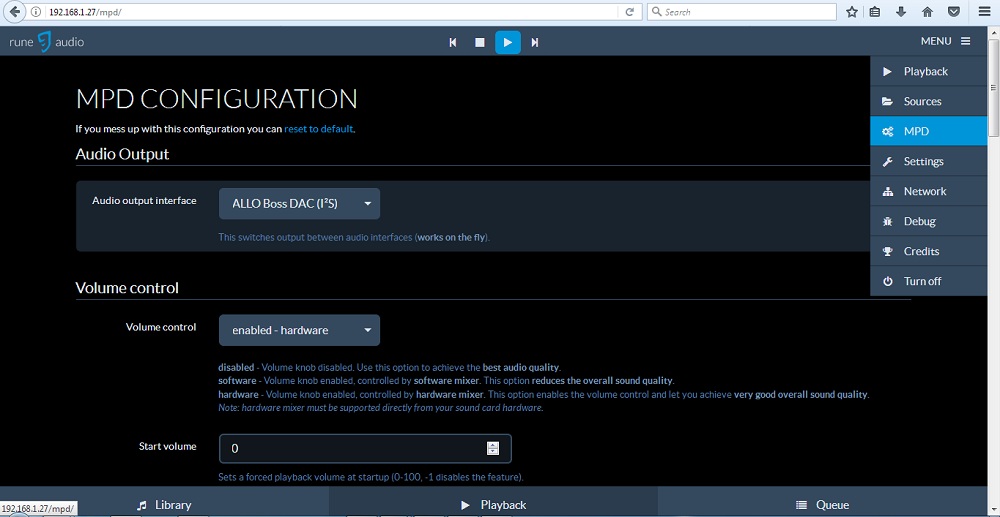 192.168.1.27/mpd/
Search
rune audio
MENU
Playback
Sources
MPD
Settings
Network
Debug
Credits
Turn off
MPD CONFIGURATION
If you mess up with this configuration you can reset to default.
Audio Output
Audio output interface
ALLO Boss DAC (I²S)
This switches output between audio interfaces (works on the fly).
Volume control
Volume control
enabled - hardware
disabled - Volume knob disabled. Use this option to achieve the best audio quality.
software - Volume knob enabled, controlled by software mixer. This option reduces the overall sound quality.
hardware - Volume knob enabled, controlled by hardware mixer. This option enables the volume control and let you achieve very good overall sound quality.
Note: hardware mixer must be supported directly from your sound card hardware.
Start volume
0
Sets a forced playback volume at startup (0-100, -1 disables the feature).
192.168.1.27/mpd/
Library
Playback
Queue